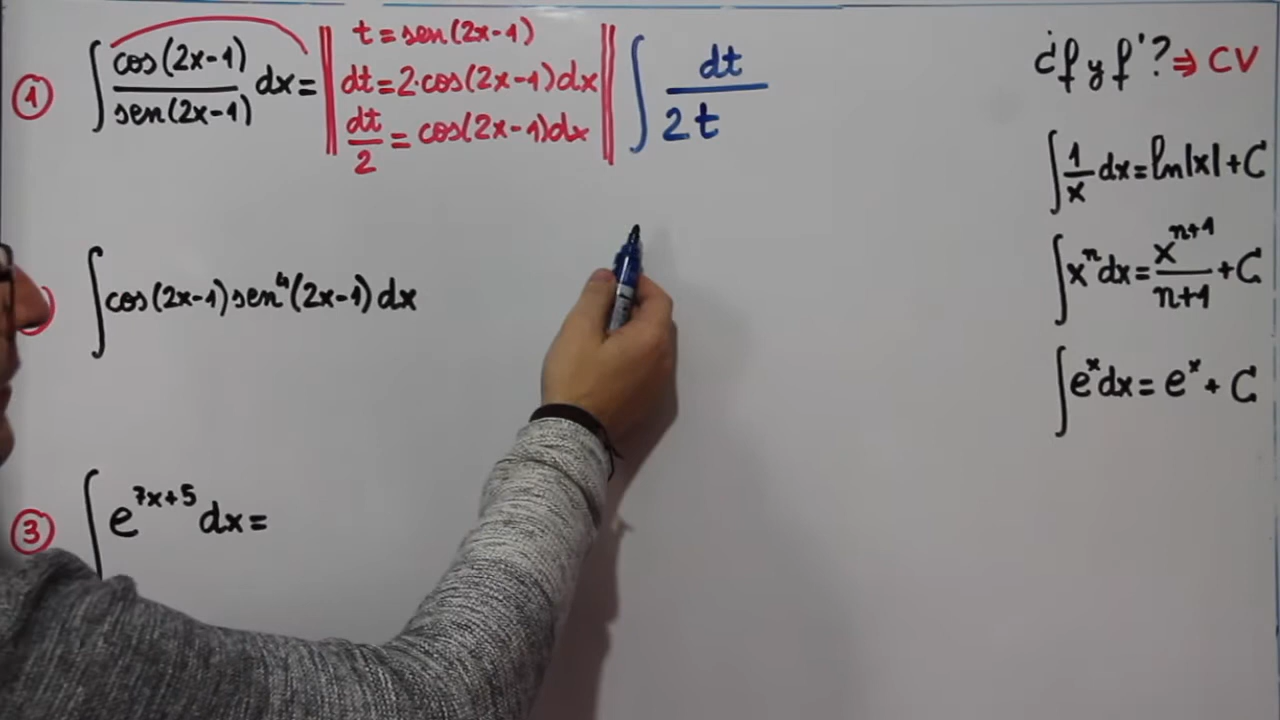 ① ∫ cos(2x-1)/sen(2x-1) dx = || t = sen(2x-1)
dt = 2·cos(2x-1)dx
dt/2 = cos(2x-1)dx || ∫ dt/2t
∫ cos(2x-1) sen⁴(2x-1) dx
③ ∫ e^{7x+5} dx =
¿f y f'? ⇒ CV
∫ 1/x dx = ln|x| + C
∫ xⁿ dx = x^{n+1}/n+1 + C
∫ eˣ dx = eˣ + C